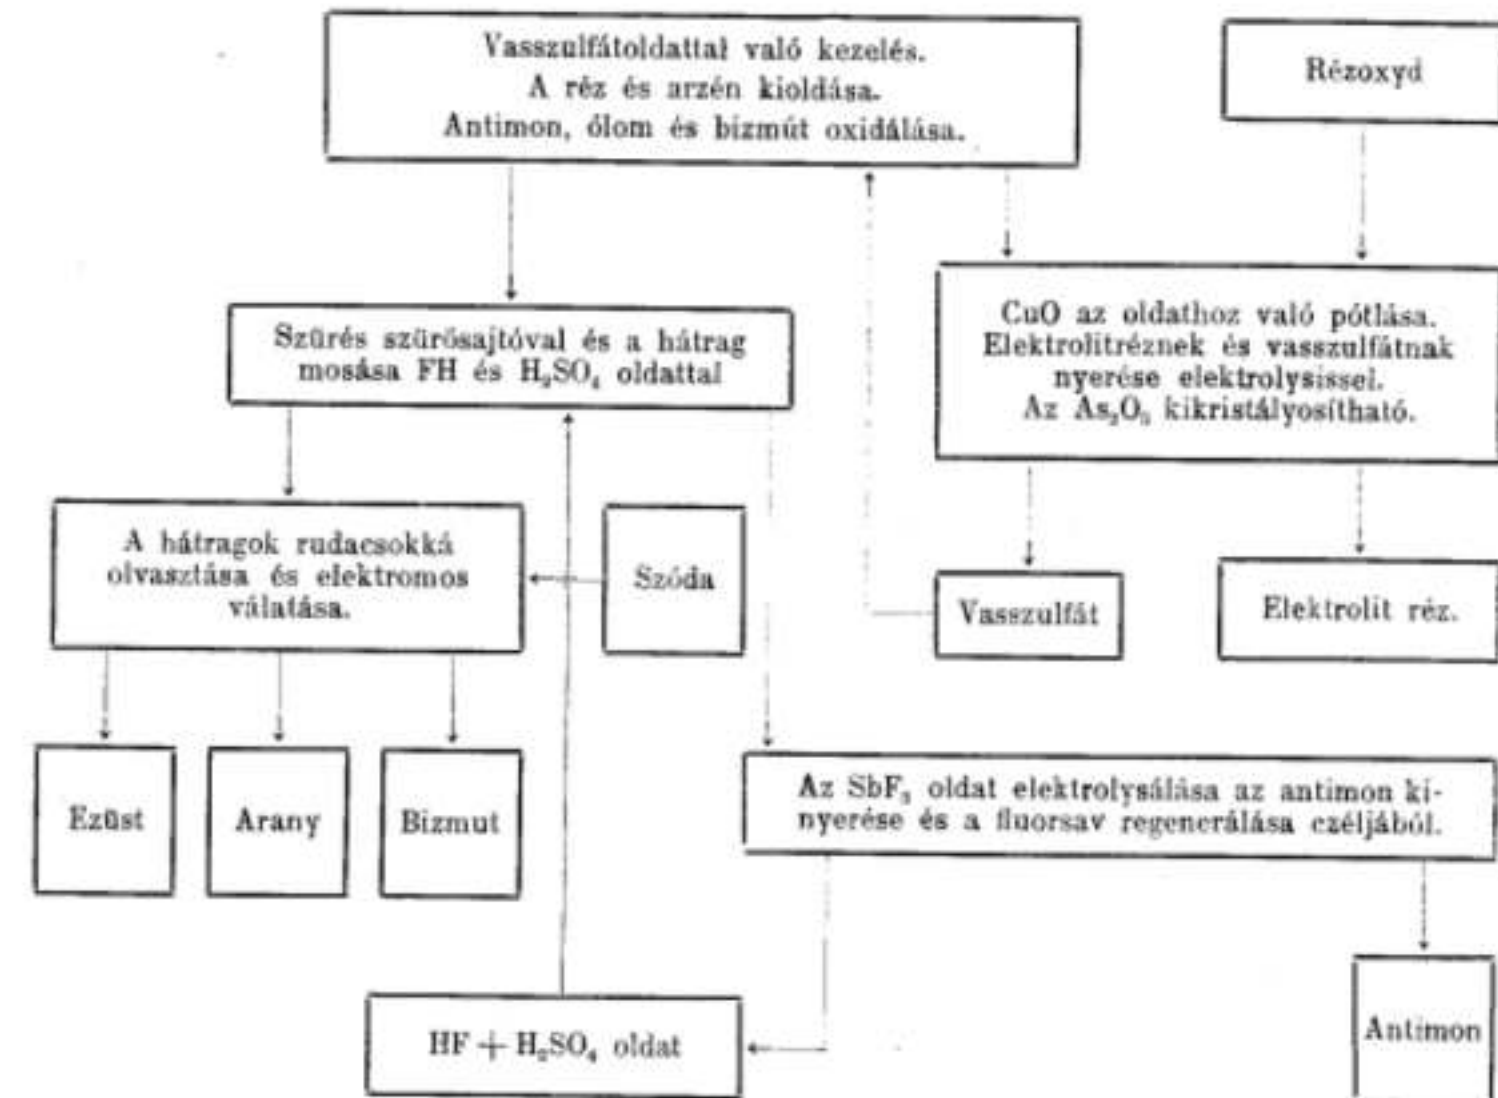 Vasszulfátoldattal való kezelés.
A réz és arzén kioldása.
Antimon, ólom és bizmút oxidálása.
Rézoxyd
Szürés szürősajtóval és a hátrag
mosása FH és H₂SO₄ oldattal
CuO az oldathoz való pótlása.
Elektrolitréznek és vasszulfátnak
nyerése elektrolysissel.
Az As₂O₃ kikristályosítható.
A hátragok rudacsokká
olvasztása és elektromos
válatása.
Szóda
Vasszulfát
Elektrolit réz.
Ezüst
Arany
Bizmut
Az SbF₃ oldat elektrolysálása az antimon ki-
nyerése és a fluorsav regenerálása czéljából.
HF + H₂SO₄ oldat
Antimon